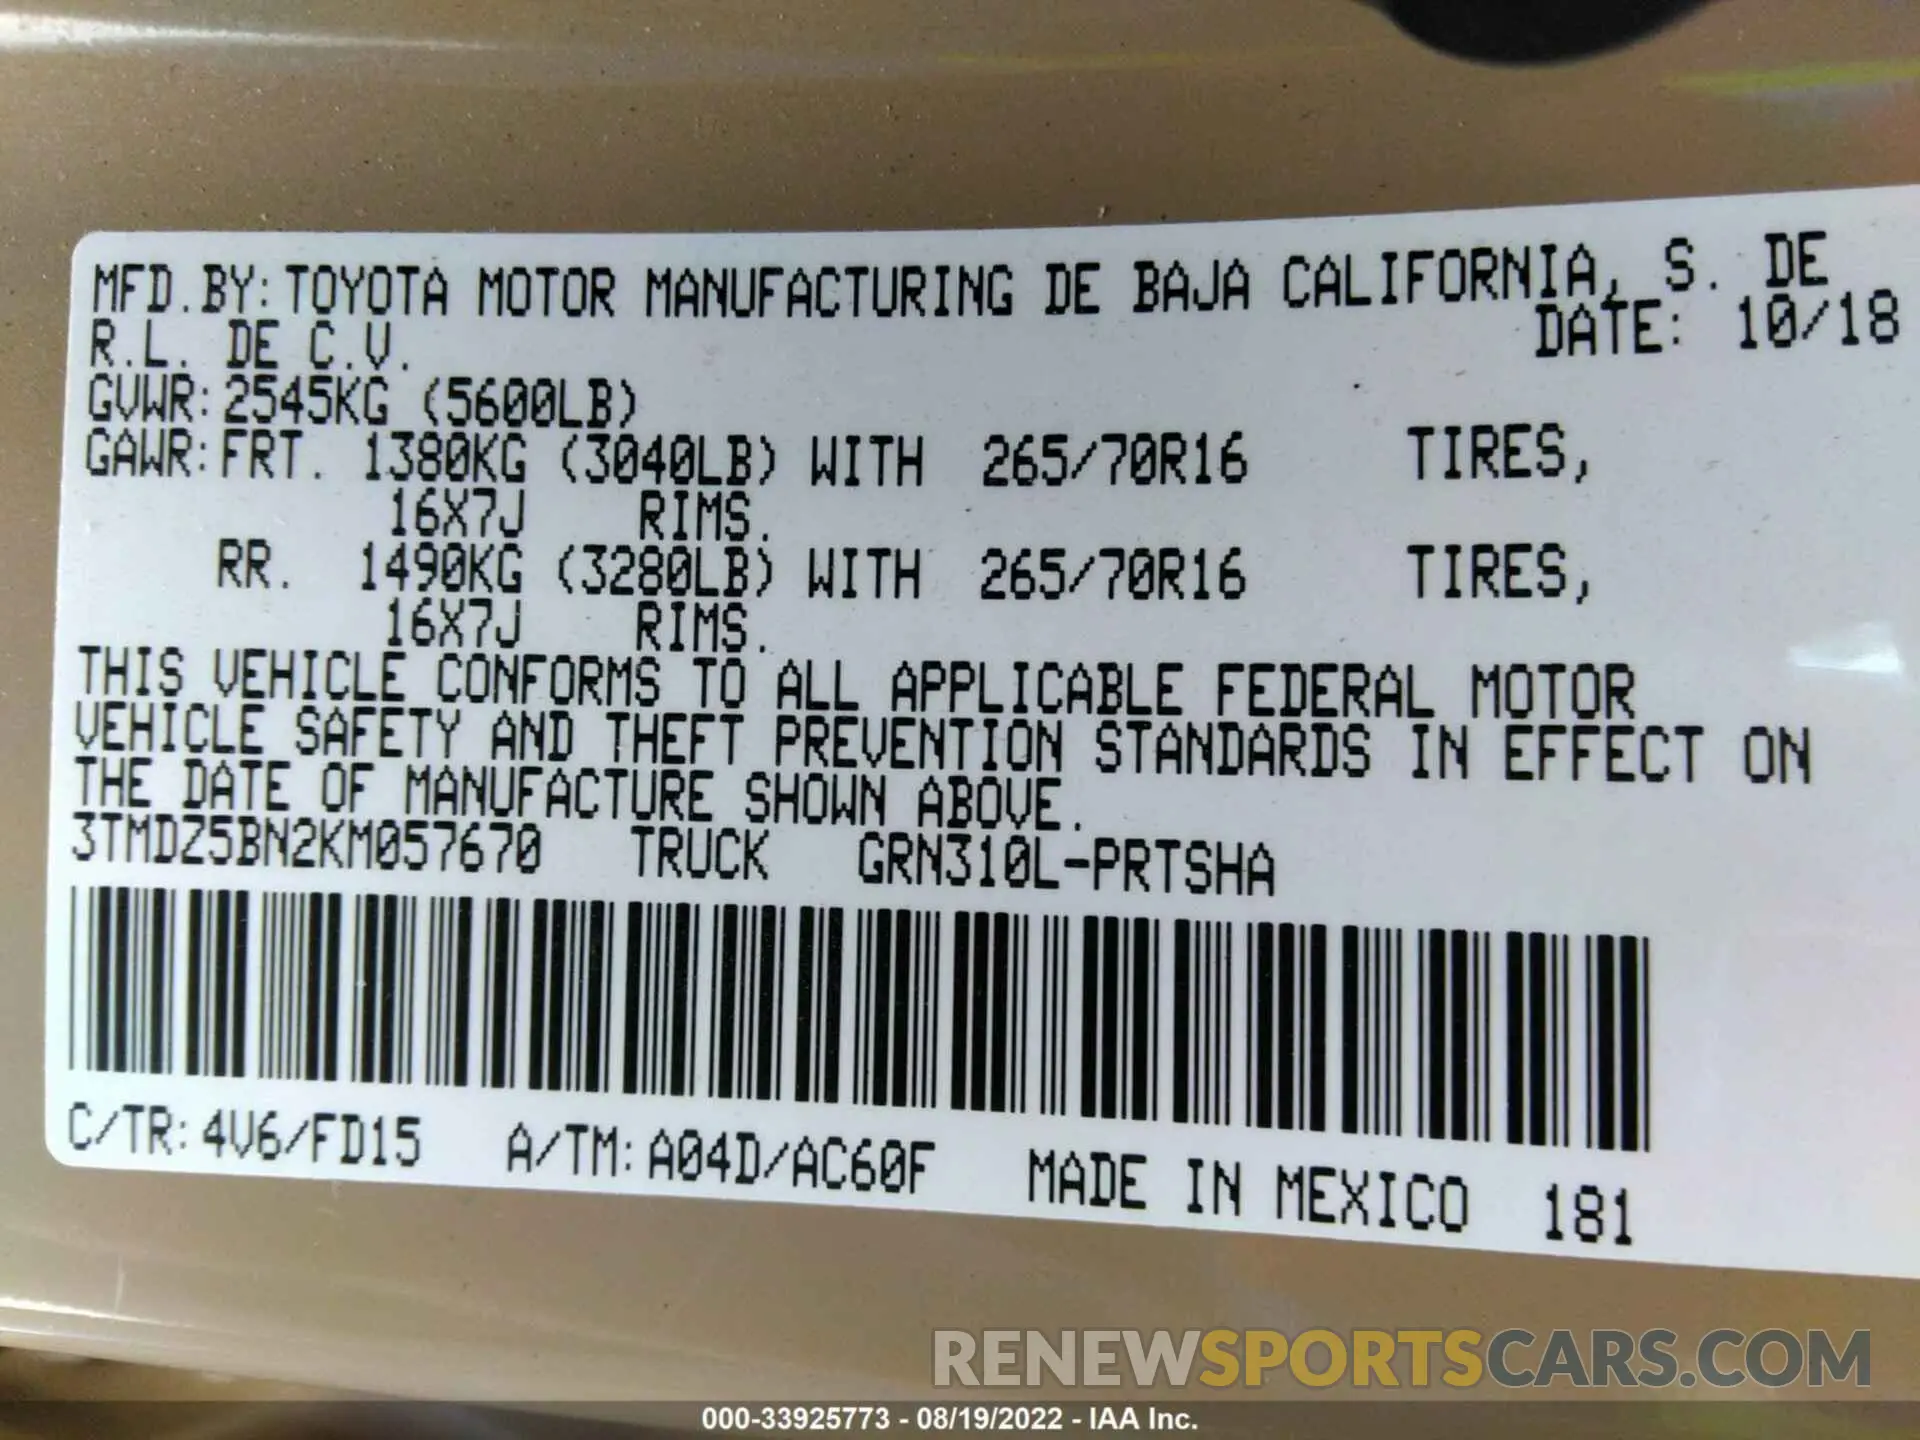 MFD.BY:TOYOTA MOTOR MANUFACTURING DE BAJA CALIFORNIA, S. DE
R.L. DE C.V. DATE: 10/18
GVWR:2545KG (5600LB)
GAWR:FRT. 1380KG (3040LB) WITH 265/70R16 TIRES,
16X7J RIMS.
RR. 1490KG (3280LB) WITH 265/70R16 TIRES,
16X7J RIMS.
THIS VEHICLE CONFORMS TO ALL APPLICABLE FEDERAL MOTOR
VEHICLE SAFETY AND THEFT PREVENTION STANDARDS IN EFFECT ON
THE DATE OF MANUFACTURE SHOWN ABOVE.
3TMDZ5BN2KM057670 TRUCK GRN310L-PRTSHA
C/TR:4V6/FD15 A/TM:A04D/AC60F MADE IN MEXICO 181
RENEWSPORTSCARS.COM
000-33925773 - 08/19/2022 - IAA Inc.